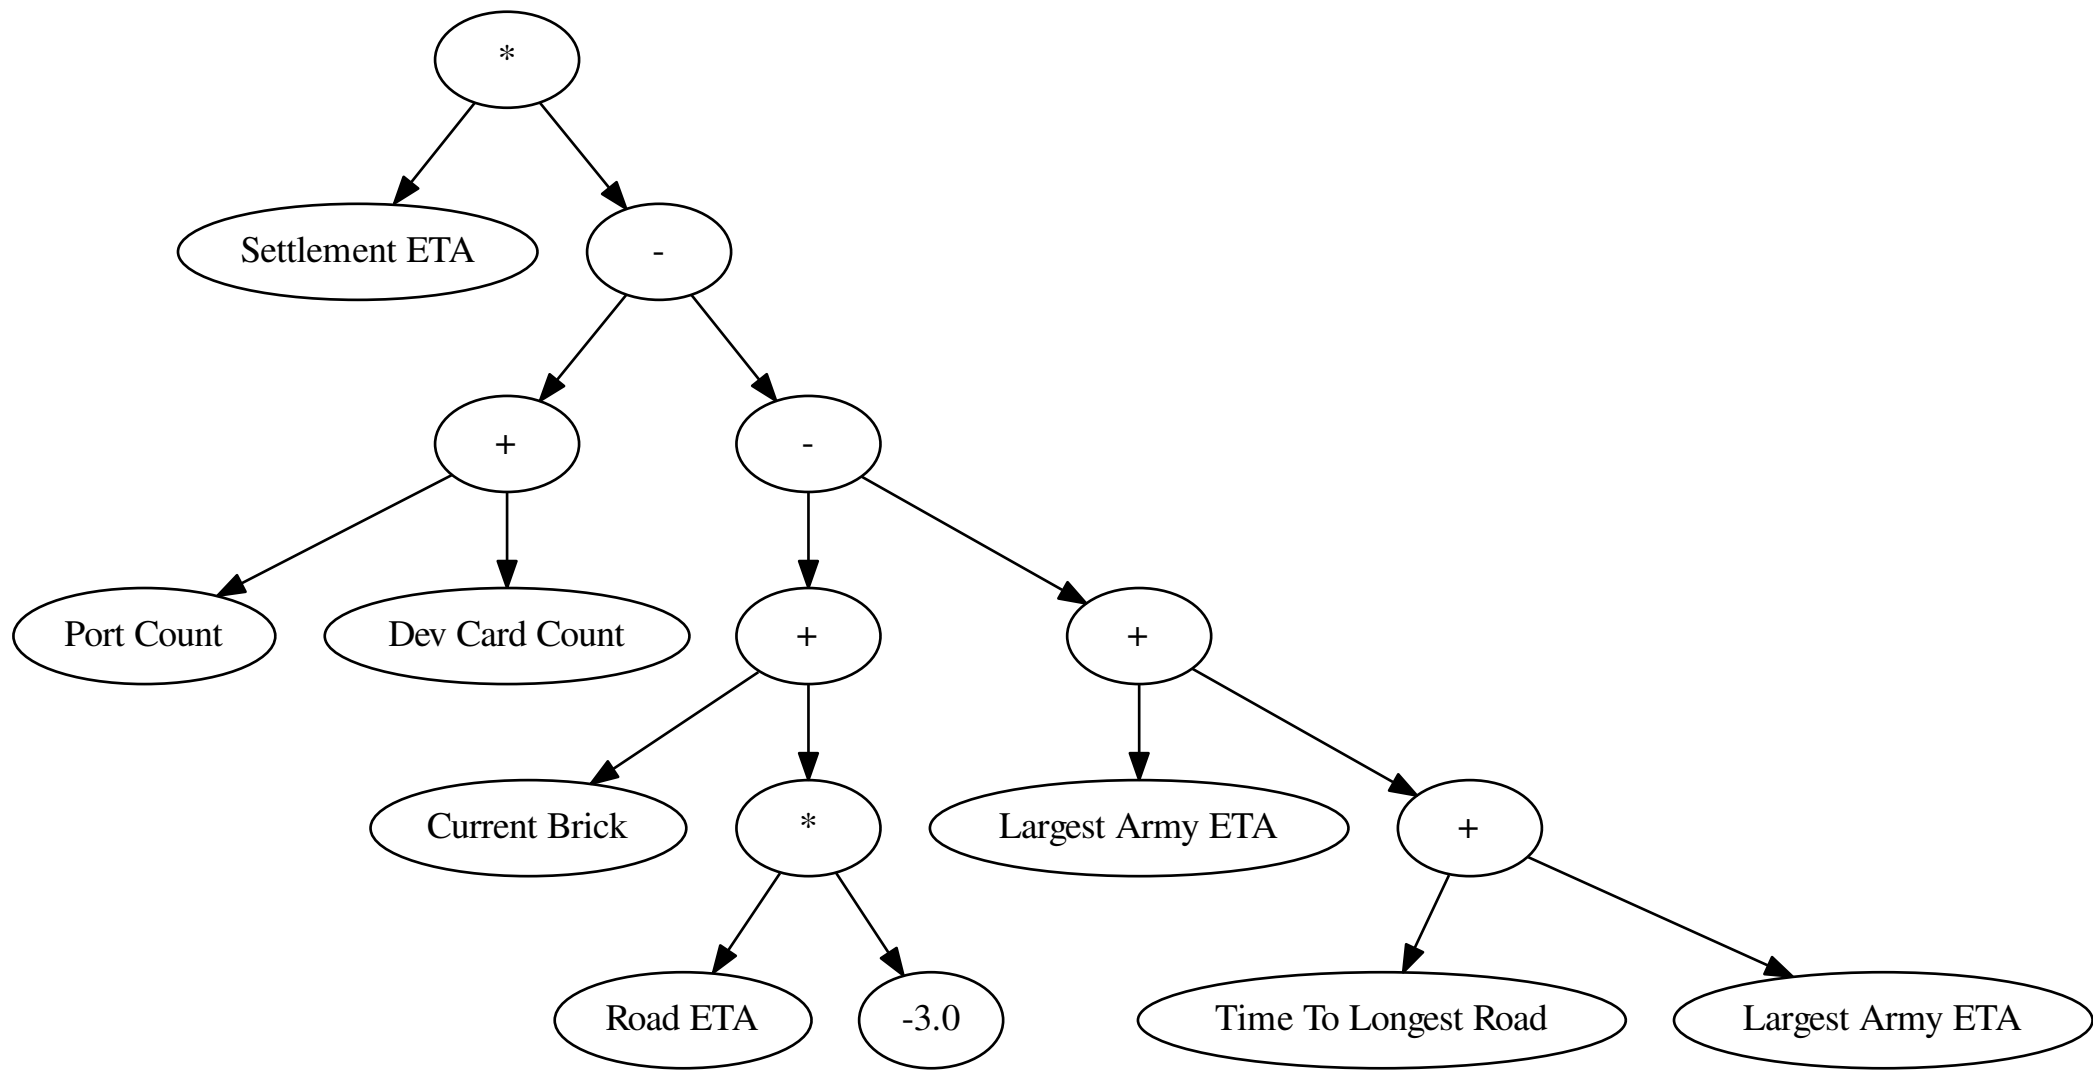 *
Settlement ETA
-
+
-
Port Count
Dev Card Count
+
+
Current Brick
*
Largest Army ETA
+
Road ETA
-3.0
Time To Longest Road
Largest Army ETA